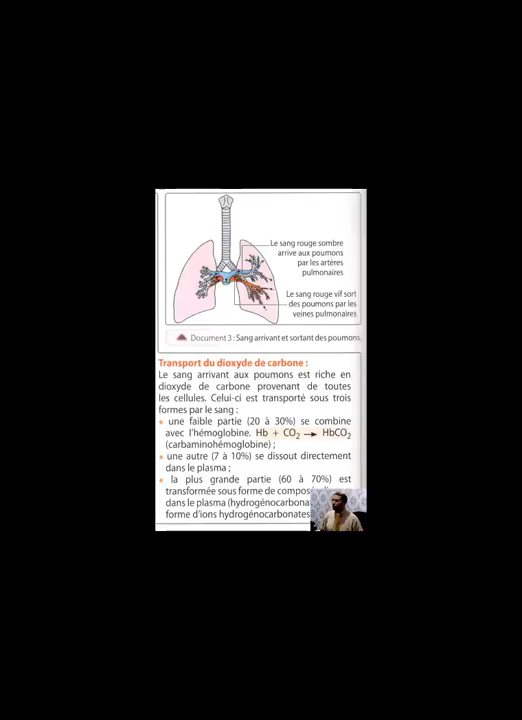 Le sang rouge sombre
arrive aux poumons
par les artères
pulmonaires
Le sang rouge vif sort
des poumons par les
veines pulmonaires
Document 3 : Sang arrivant et sortant des poumons.
Transport du dioxyde de carbone :
Le sang arrivant aux poumons est riche en
dioxyde de carbone provenant de toutes
les cellules. Celui-ci est transporté sous trois
formes par le sang :
• une faible partie (20 à 30%) se combine
avec l'hémoglobine. Hb + CO2 → HbCO2
(carbaminohémoglobine) ;
• une autre (7 à 10%) se dissout directement
dans le plasma ;
• la plus grande partie (60 à 70%) est
transformée sous forme de
dans le plasma
forme d'ions hydrogénocarbonates